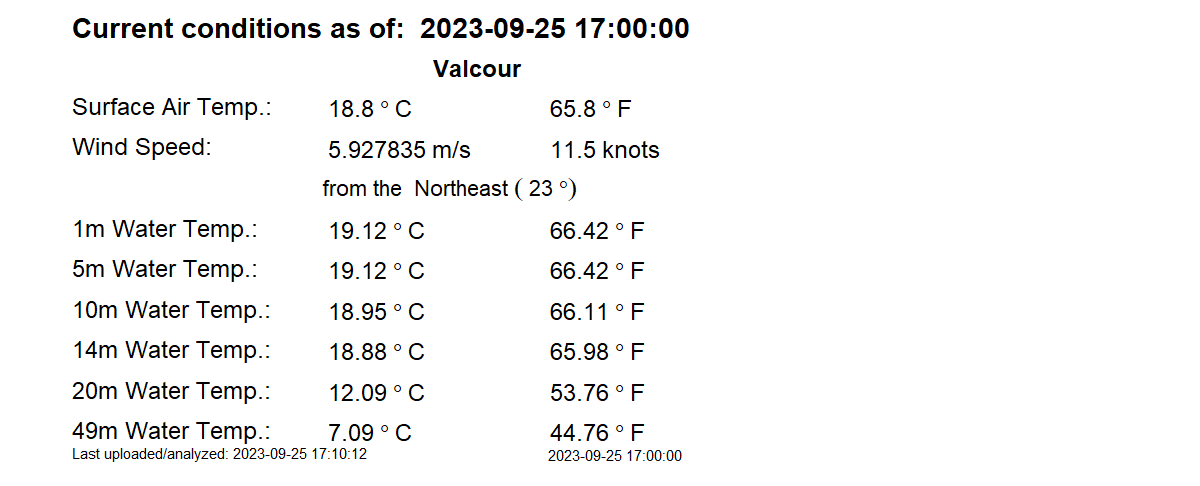 Current conditions as of:  2023-09-25 17:00:00
Valcour
Surface Air Temp.: 18.8 ° C 65.8 ° F
Wind Speed: 5.927835 m/s 11.5 knots
from the  Northeast ( 23 °)
1m Water Temp.: 19.12 ° C 66.42 ° F
5m Water Temp.: 19.12 ° C 66.42 ° F
10m Water Temp.: 18.95 ° C 66.11 ° F
14m Water Temp.: 18.88 ° C 65.98 ° F
20m Water Temp.: 12.09 ° C 53.76 ° F
49m Water Temp.: 7.09 ° C 44.76 ° F
Last uploaded/analyzed: 2023-09-25 17:10:12 2023-09-25 17:00:00